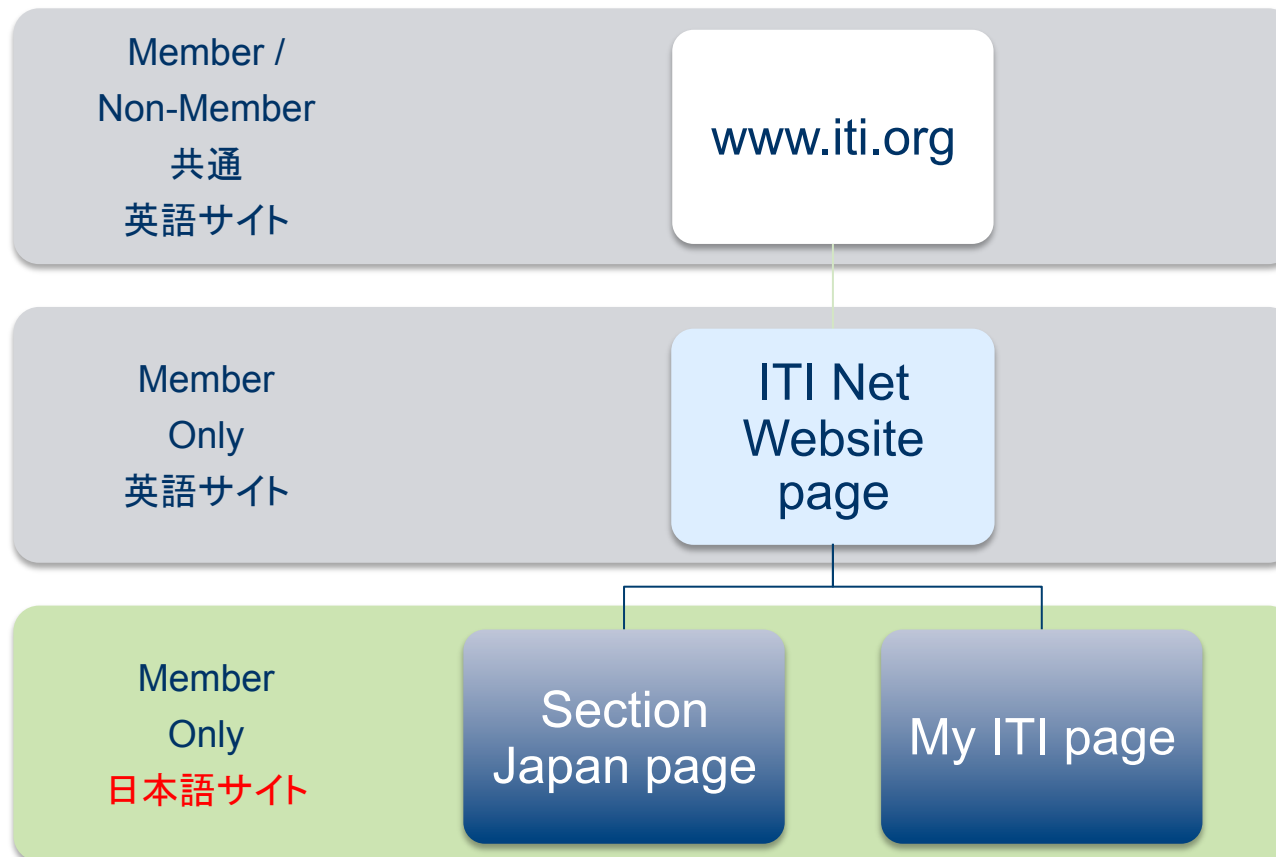 Member /
Non-Member
共通
英語サイト
www.iti.org
Member
Only
英語サイト
ITI Net
Website
page
Member
Only
日本語サイト
Section
Japan page
My ITI page